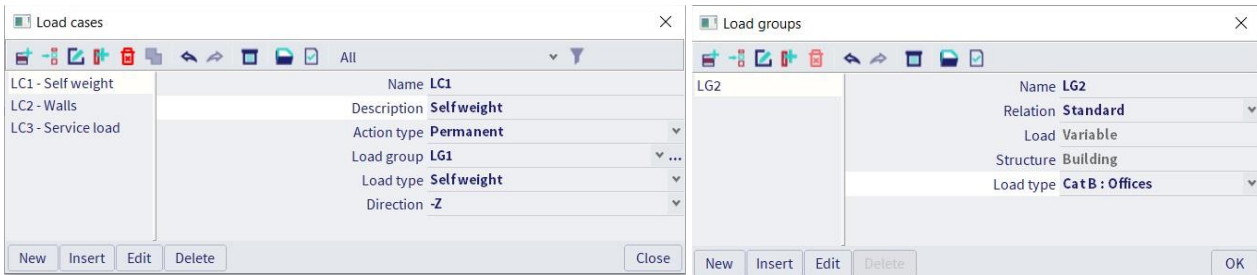 Load cases
All
LC1 - Self weight
LC2 - Walls
LC3 - Service load
Name LC1
Description Selfweight
Action type Permanent
Load group LG1
Load type Selfweight
Direction -Z
New Insert Edit Delete Close
Load groups
LG2
Name LG2
Relation Standard
Load Variable
Structure Building
Load type Cat B : Offices
New Insert Edit Delete OK